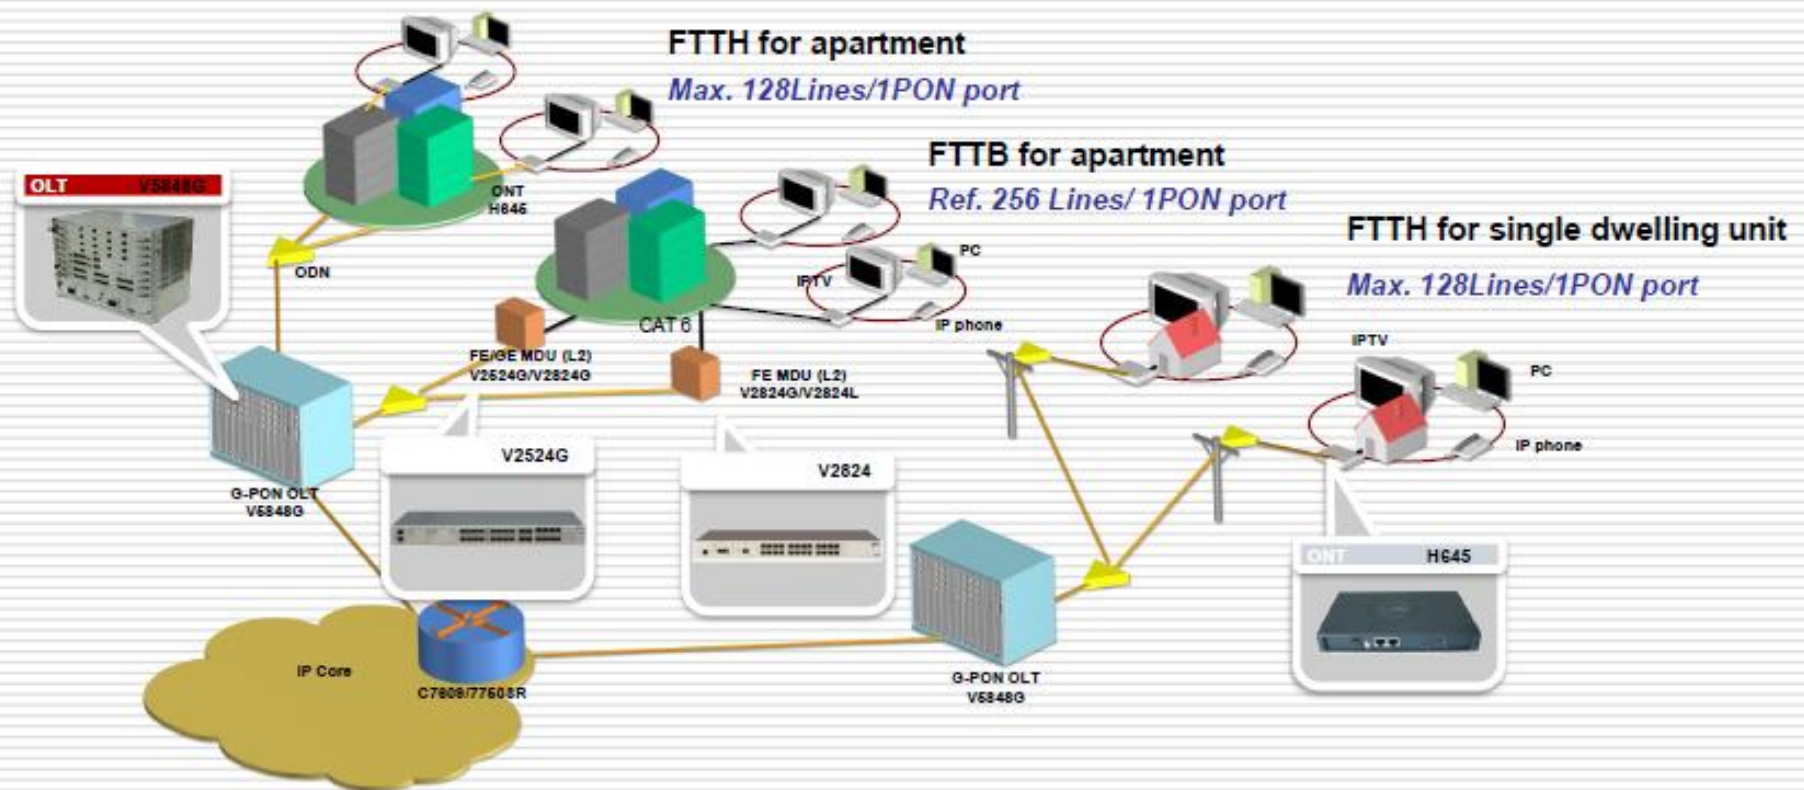 FTTH for apartment
Max. 128Lines/1PON port
FTTB for apartment
Ref. 256 Lines/ 1PON port
FTTH for single dwelling unit
Max. 128Lines/1PON port
OLT V5848G
ONT
H645
ODN
PC
IPTV
IP phone
CAT 6
FE/GE MDU (L2)
V2524G/V2824G
FE MDU (L2)
V2824G/V2824L
IPTV
PC
IP phone
V2524G
V2824
G-PON OLT
V5848G
ONT H645
IP Core
G-PON OLT
V5848G